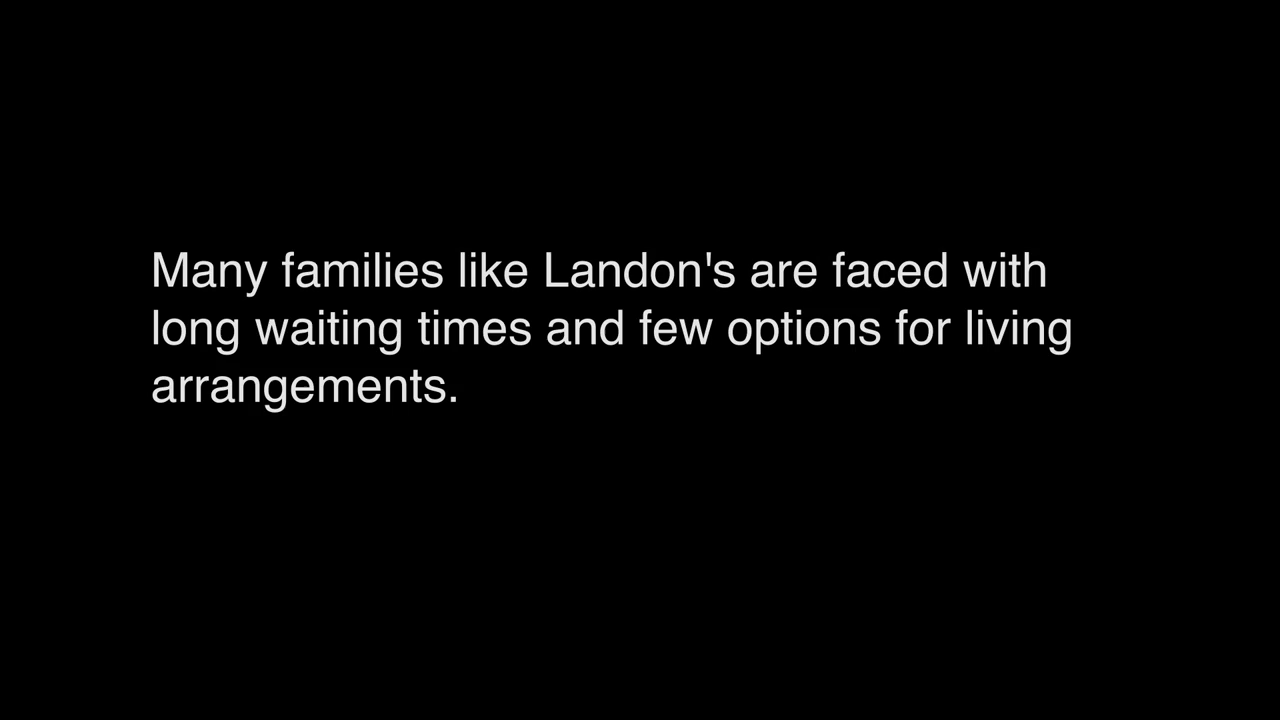 Many families like Landon's are faced with
long waiting times and few options for living
arrangements.